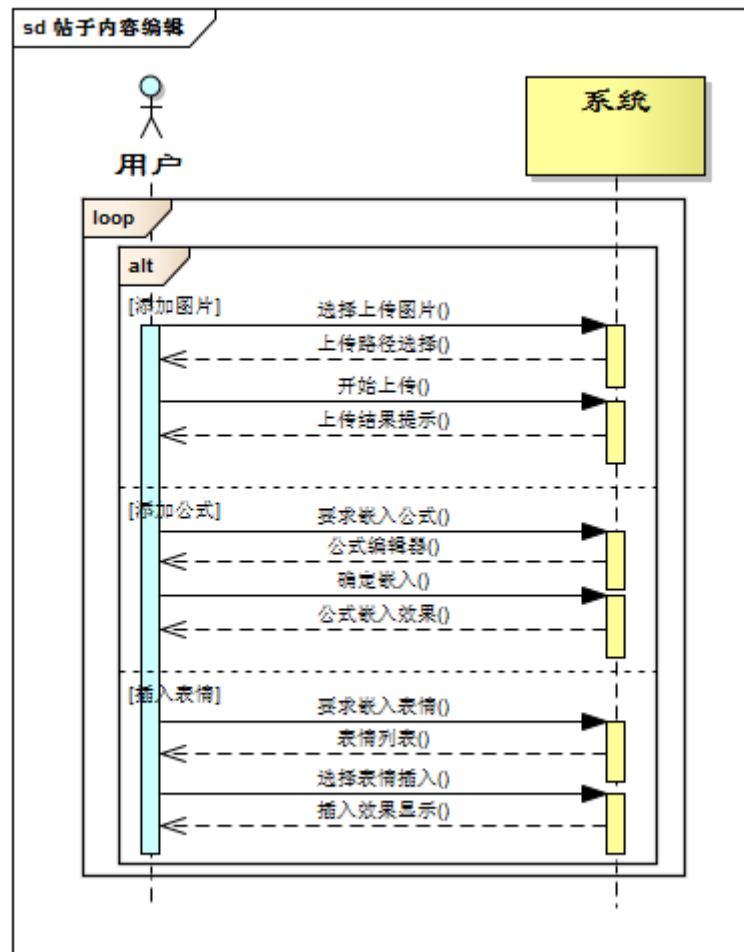 sd 帖子内容编辑
用户
系统
loop
alt
[添加图片]
选择上传图片()
上传路径选择()
开始上传()
上传结果提示()
[添加公式]
要求嵌入公式()
公式编辑器()
确定嵌入()
公式嵌入效果()
[插入表情]
要求嵌入表情()
表情列表()
选择表情插入()
插入效果显示()